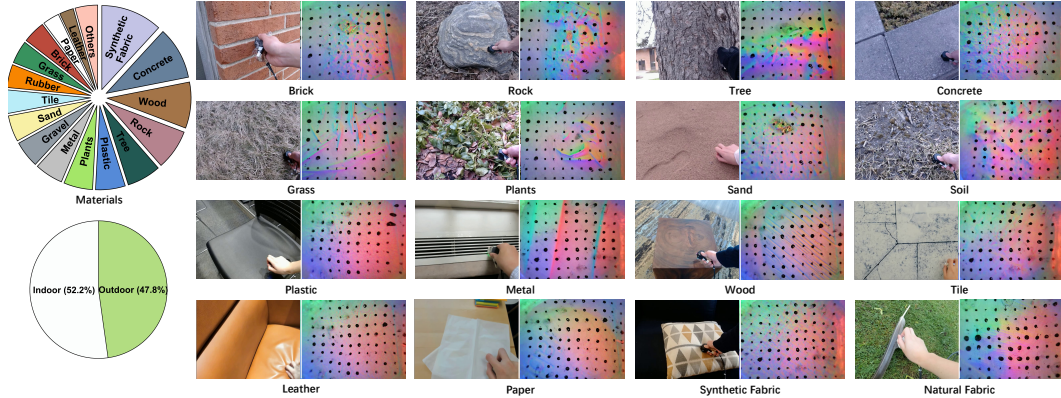 Synthetic
Fabric
Concrete
Wood
Rock
Tree
Plastic
Plants
Metal
Gravel
Sand
Tile
Rubber
Grass
Brick
Paper
Leather
Others
Materials
Indoor (52.2%)
Outdoor (47.8%)
Brick
Rock
Tree
Concrete
Grass
Plants
Sand
Soil
Plastic
Metal
Wood
Tile
Leather
Paper
Synthetic Fabric
Natural Fabric